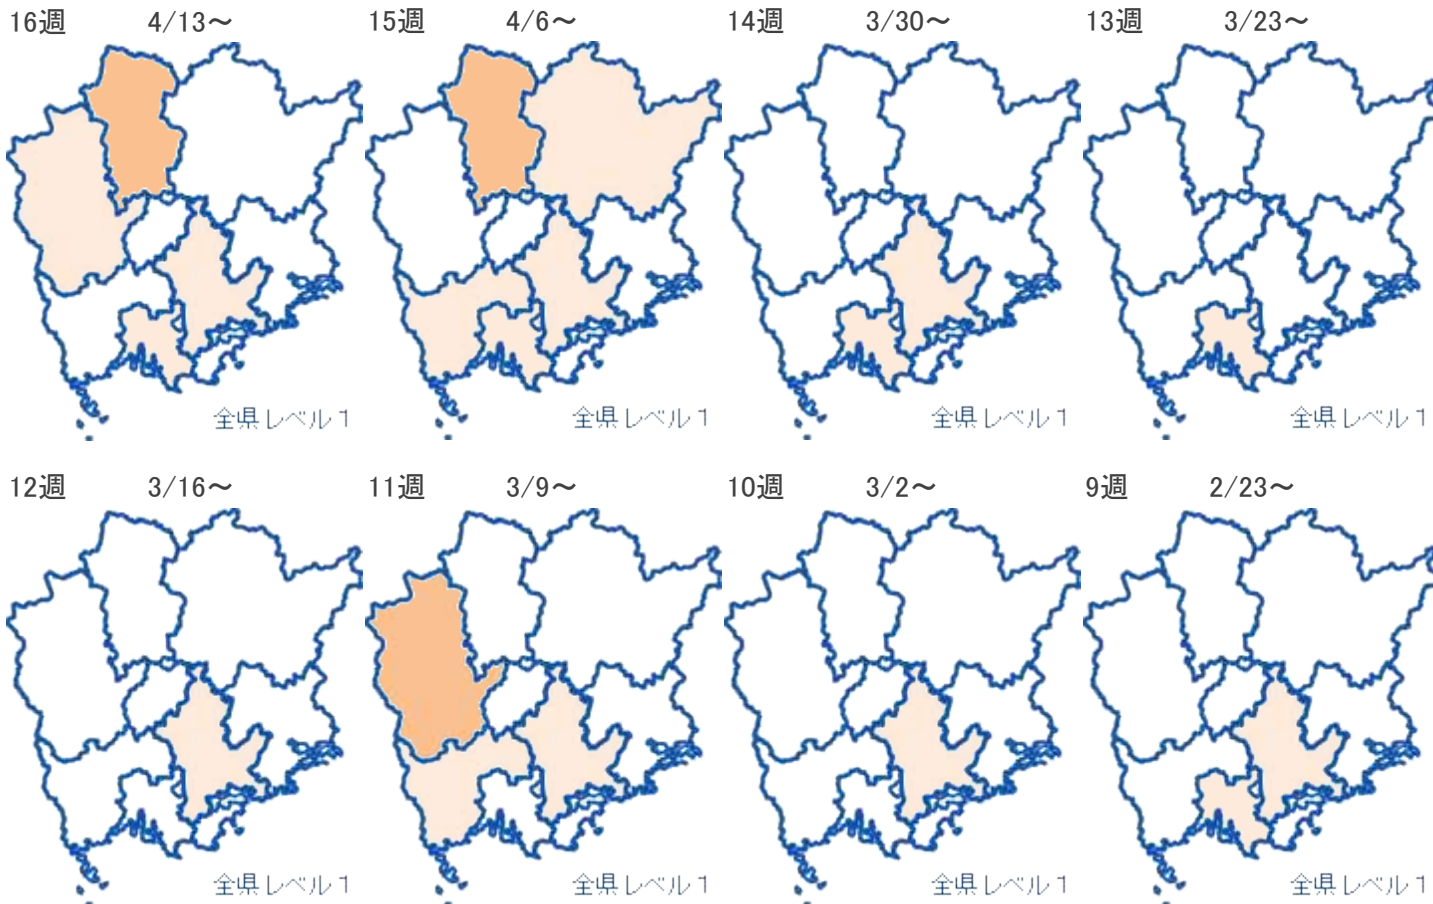 16週 4/13～
15週 4/6～
14週 3/30～
13週 3/23～
全県レベル1
全県レベル1
全県レベル1
全県レベル1
12週 3/16～
11週 3/9～
10週 3/2～
9週 2/23～
全県レベル1
全県レベル1
全県レベル1
全県レベル1